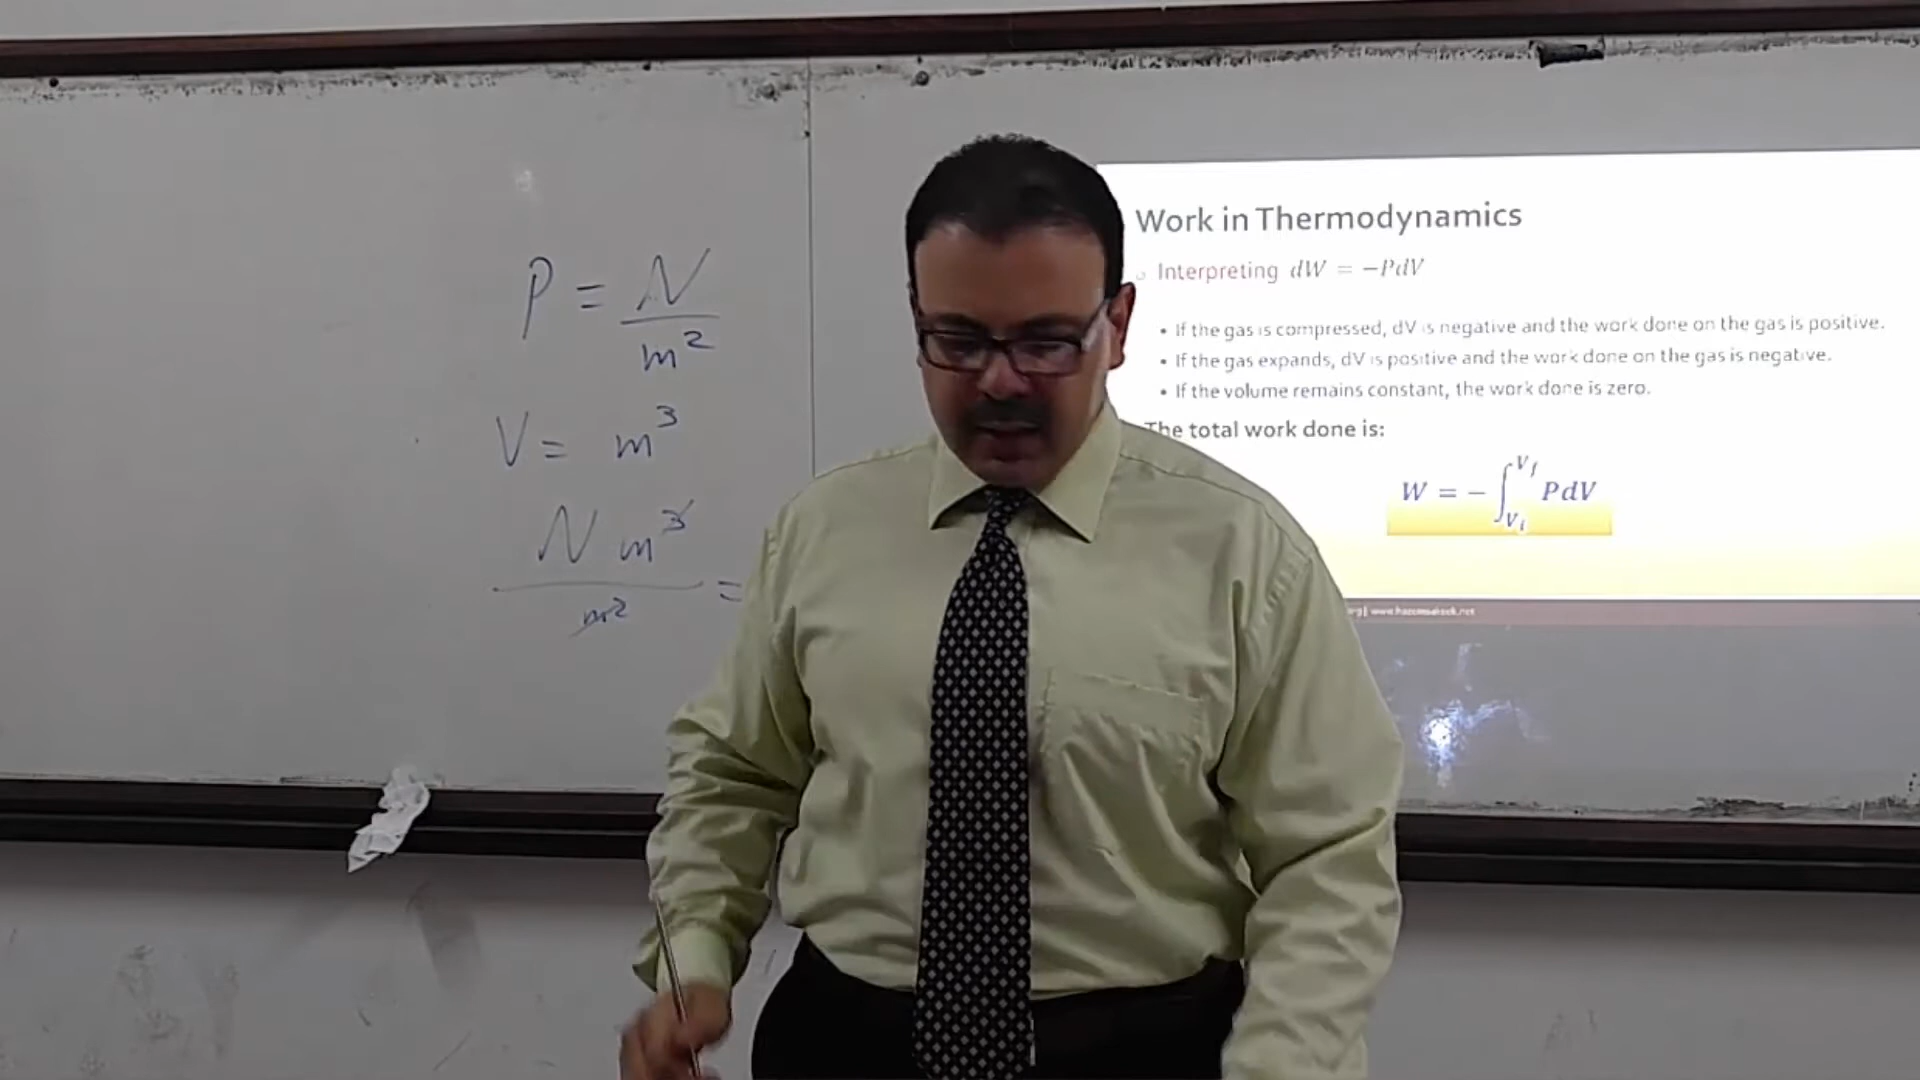 P = N / m²
V = m³
N m³ / m² =
Work in Thermodynamics
Interpreting dW = −PdV
• If the gas is compressed, dV is negative and the work done on the gas is positive.
• If the gas expands, dV is positive and the work done on the gas is negative.
• If the volume remains constant, the work done is zero.
The total work done is:
W = − ∫_{V_i}^{V_f} PdV